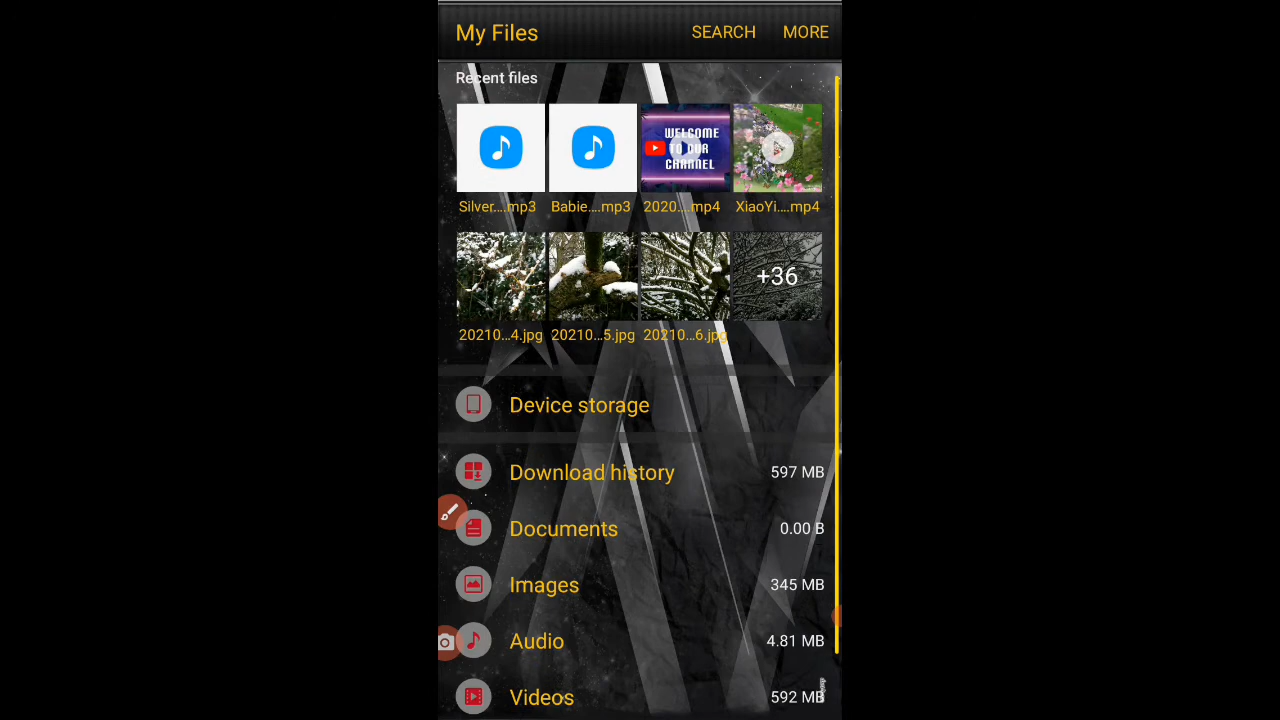 My Files
SEARCH
MORE
Recent files
WELCOME
TO OUR
CHANNEL
Silver....mp3
Babie....mp3
2020....mp4
XiaoYi....mp4
+36
20210...4.jpg
20210...5.jpg
20210...6.jpg
Device storage
Download history
597 MB
Documents
0.00 B
Images
345 MB
Audio
4.81 MB
Videos
592 MB